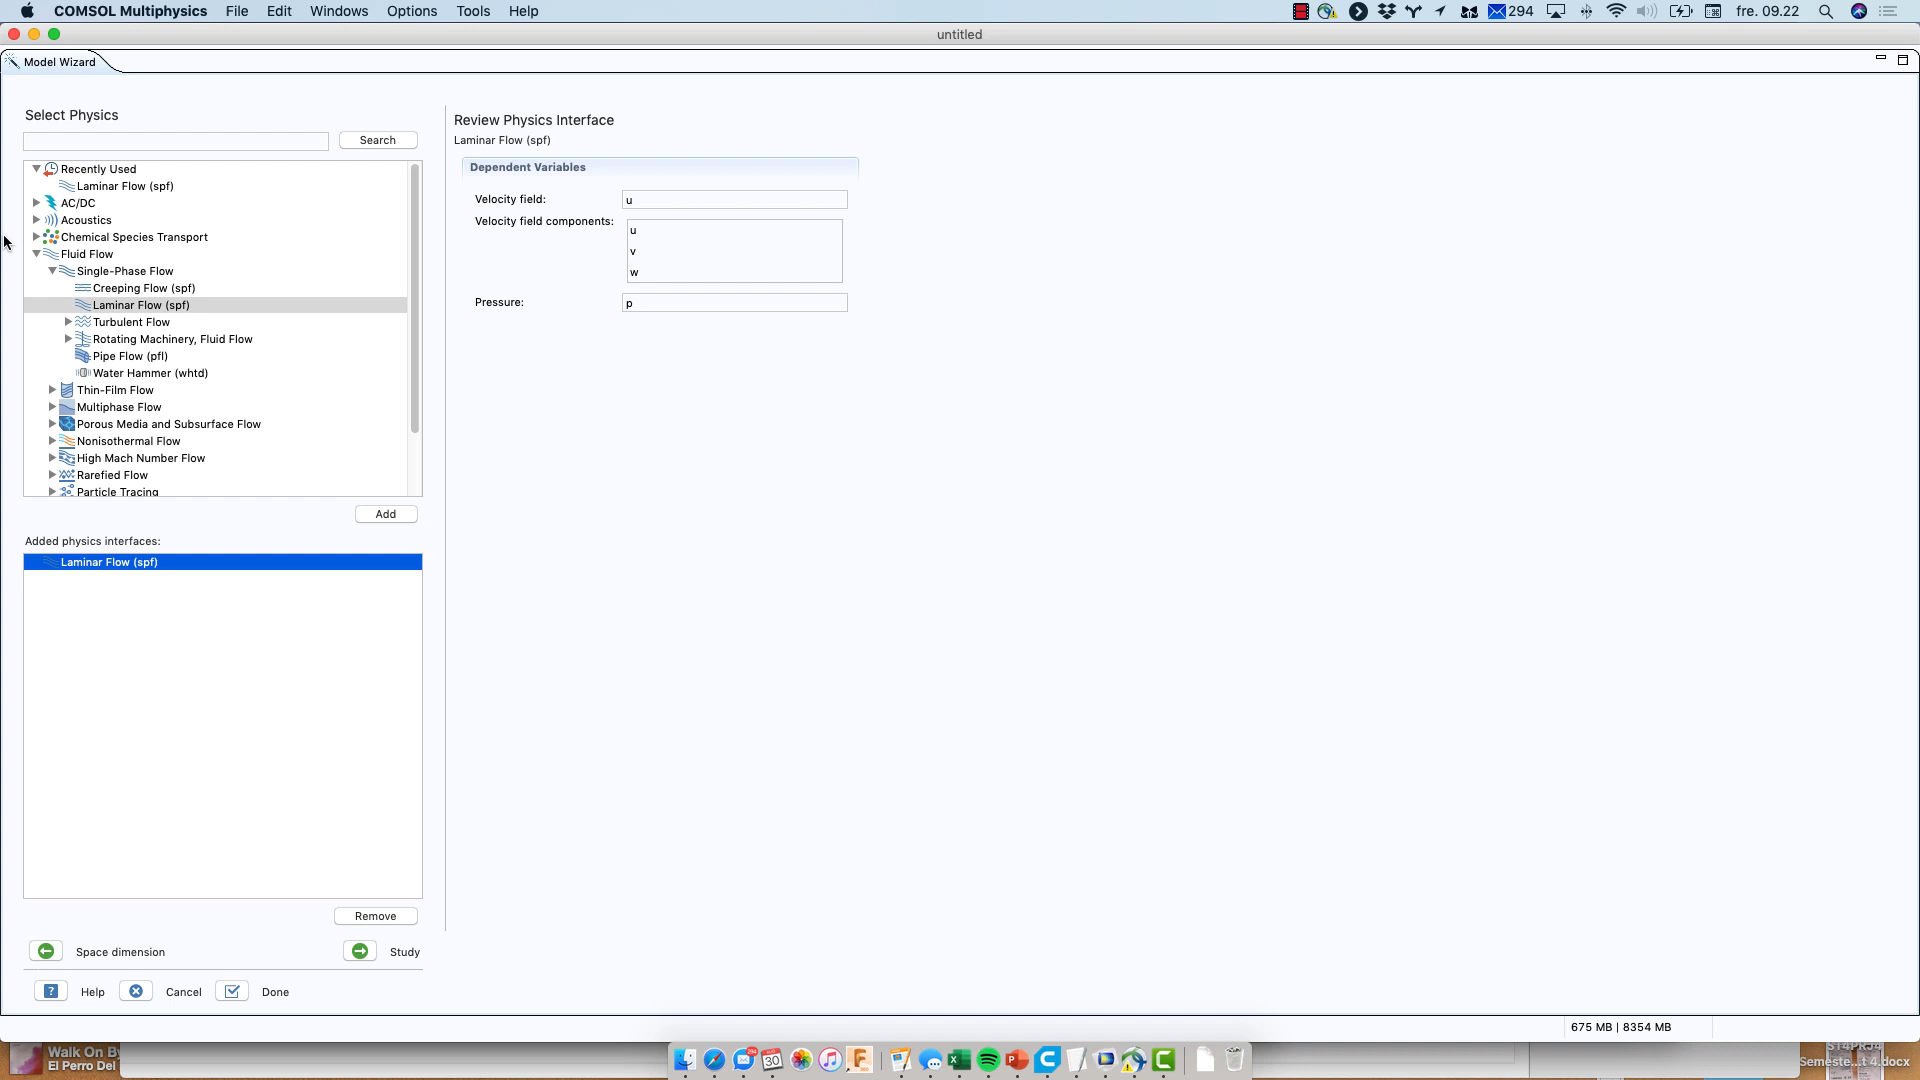 COMSOL Multiphysics File Edit Windows Options Tools Help 294 fre. 09.22
untitled
Model Wizard
Select Physics
Search
Recently Used
Laminar Flow (spf)
AC/DC
Acoustics
Chemical Species Transport
Fluid Flow
Single-Phase Flow
Creeping Flow (spf)
Laminar Flow (spf)
Turbulent Flow
Rotating Machinery, Fluid Flow
Pipe Flow (pfl)
Water Hammer (whtd)
Thin-Film Flow
Multiphase Flow
Porous Media and Subsurface Flow
Nonisothermal Flow
High Mach Number Flow
Rarefied Flow
Particle Tracing
Add
Added physics interfaces:
Laminar Flow (spf)
Remove
Space dimension
Study
? Help Cancel Done
Review Physics Interface
Laminar Flow (spf)
Dependent Variables
Velocity field: u
Velocity field components:
u
v
w
Pressure: p
675 MB | 8354 MB
Walk On By
El Perro Del
Semeste...t 4.docx
30